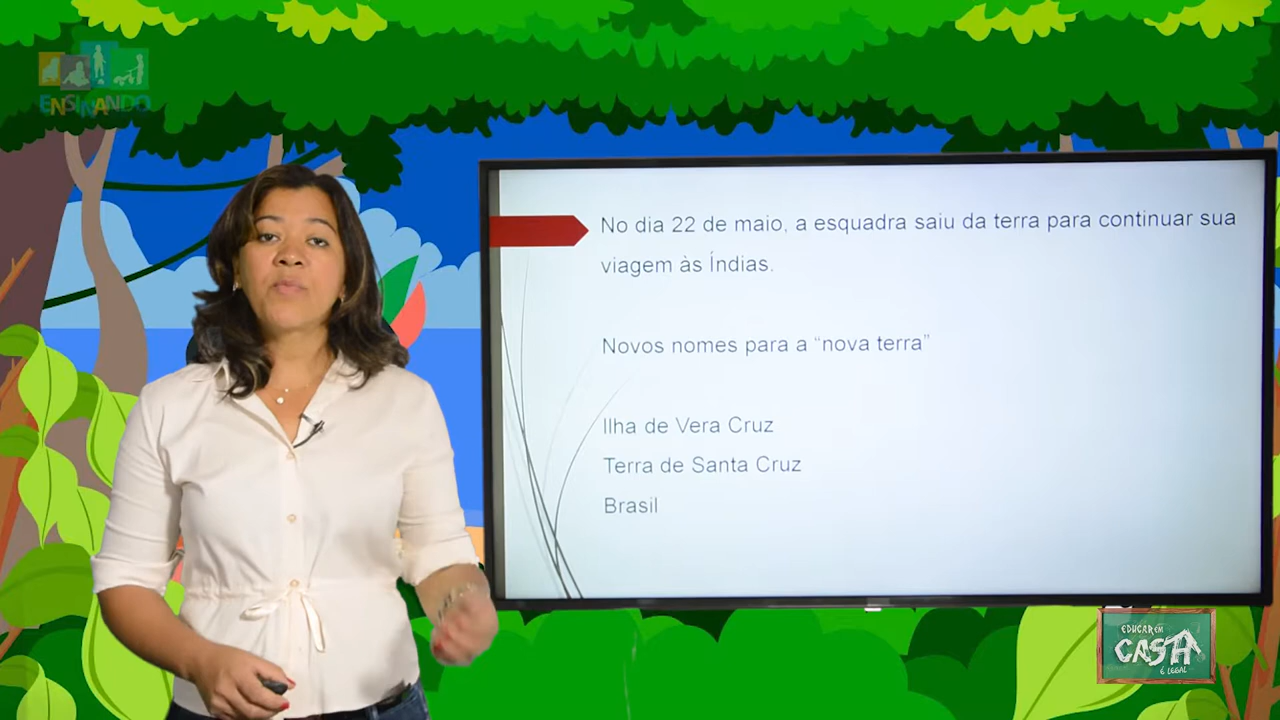 ENSINANDO
No dia 22 de maio, a esquadra saiu da terra para continuar sua
viagem às Índias.
Novos nomes para a “nova terra”
Ilha de Vera Cruz
Terra de Santa Cruz
Brasil
EDUCAR EM
CASA
É LEGAL